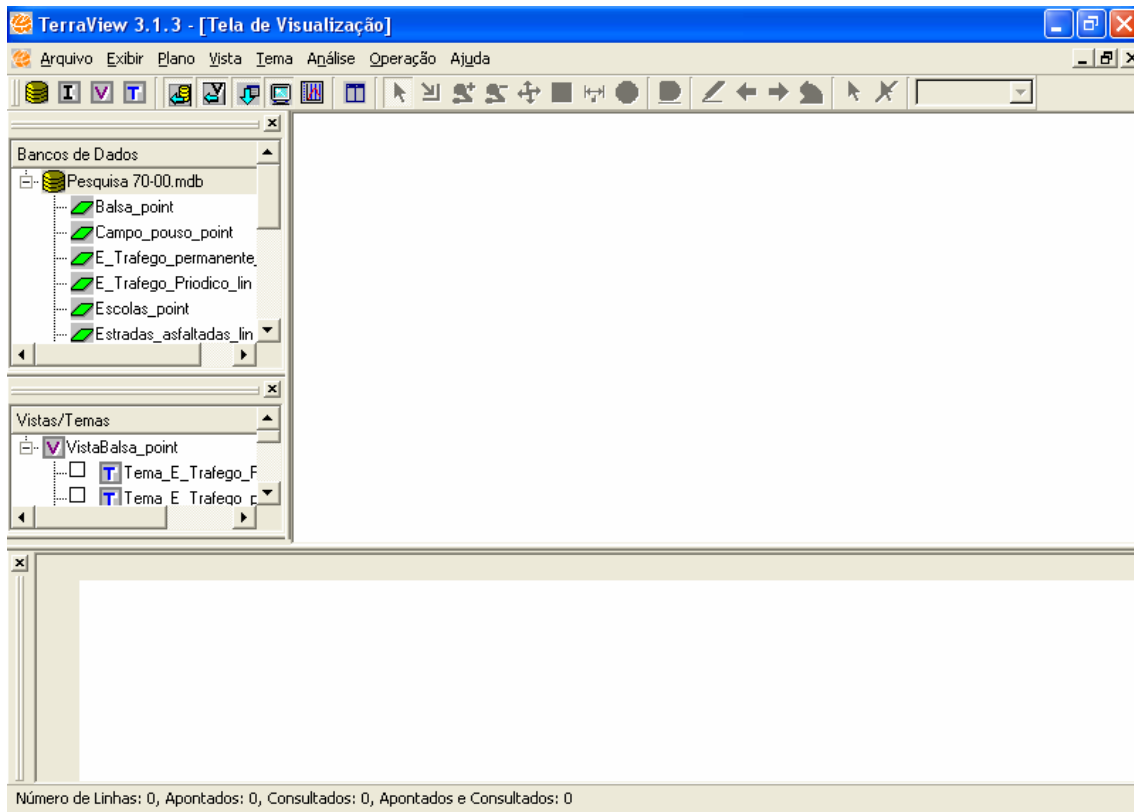 TerraView 3.1.3 - [Tela de Visualização]
Arquivo Exibir Plano Vista Tema Análise Operação Ajuda
I V T
Bancos de Dados
Pesquisa 70-00.mdb
Balsa_point
Campo_pouso_point
E_Trafego_permanente_
E_Trafego_Priodico_lin
Escolas_point
Estradas_asfaltadas_lin
Vistas/Temas
V VistaBalsa_point
T Tema_E_Trafego_P
T Tema_E_Trafego_p
Número de Linhas: 0, Apontados: 0, Consultados: 0, Apontados e Consultados: 0